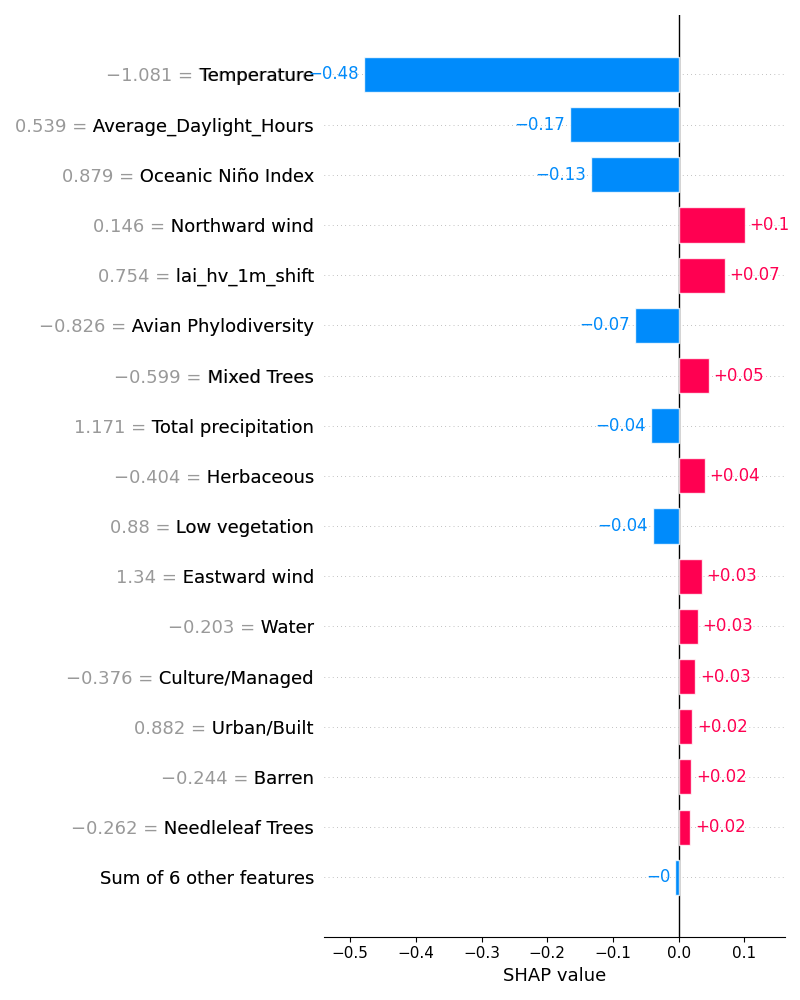 −1.081 = Temperature −0.48
0.539 = Average_Daylight_Hours −0.17
0.879 = Oceanic Niño Index −0.13
0.146 = Northward wind +0.1
0.754 = lai_hv_1m_shift +0.07
−0.826 = Avian Phylodiversity −0.07
−0.599 = Mixed Trees +0.05
1.171 = Total precipitation −0.04
−0.404 = Herbaceous +0.04
0.88 = Low vegetation −0.04
1.34 = Eastward wind +0.03
−0.203 = Water +0.03
−0.376 = Culture/Managed +0.03
0.882 = Urban/Built +0.02
−0.244 = Barren +0.02
−0.262 = Needleleaf Trees +0.02
Sum of 6 other features −0
−0.5 −0.4 −0.3 −0.2 −0.1 0.0 0.1
SHAP value